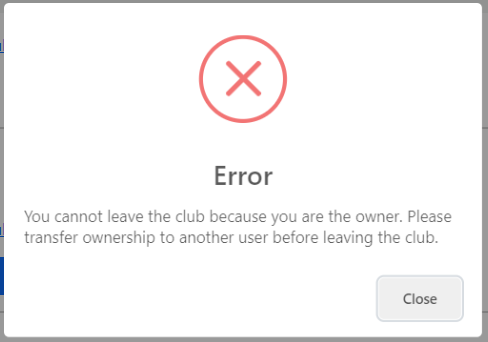 Error
You cannot leave the club because you are the owner. Please
transfer ownership to another user before leaving the club.
Close